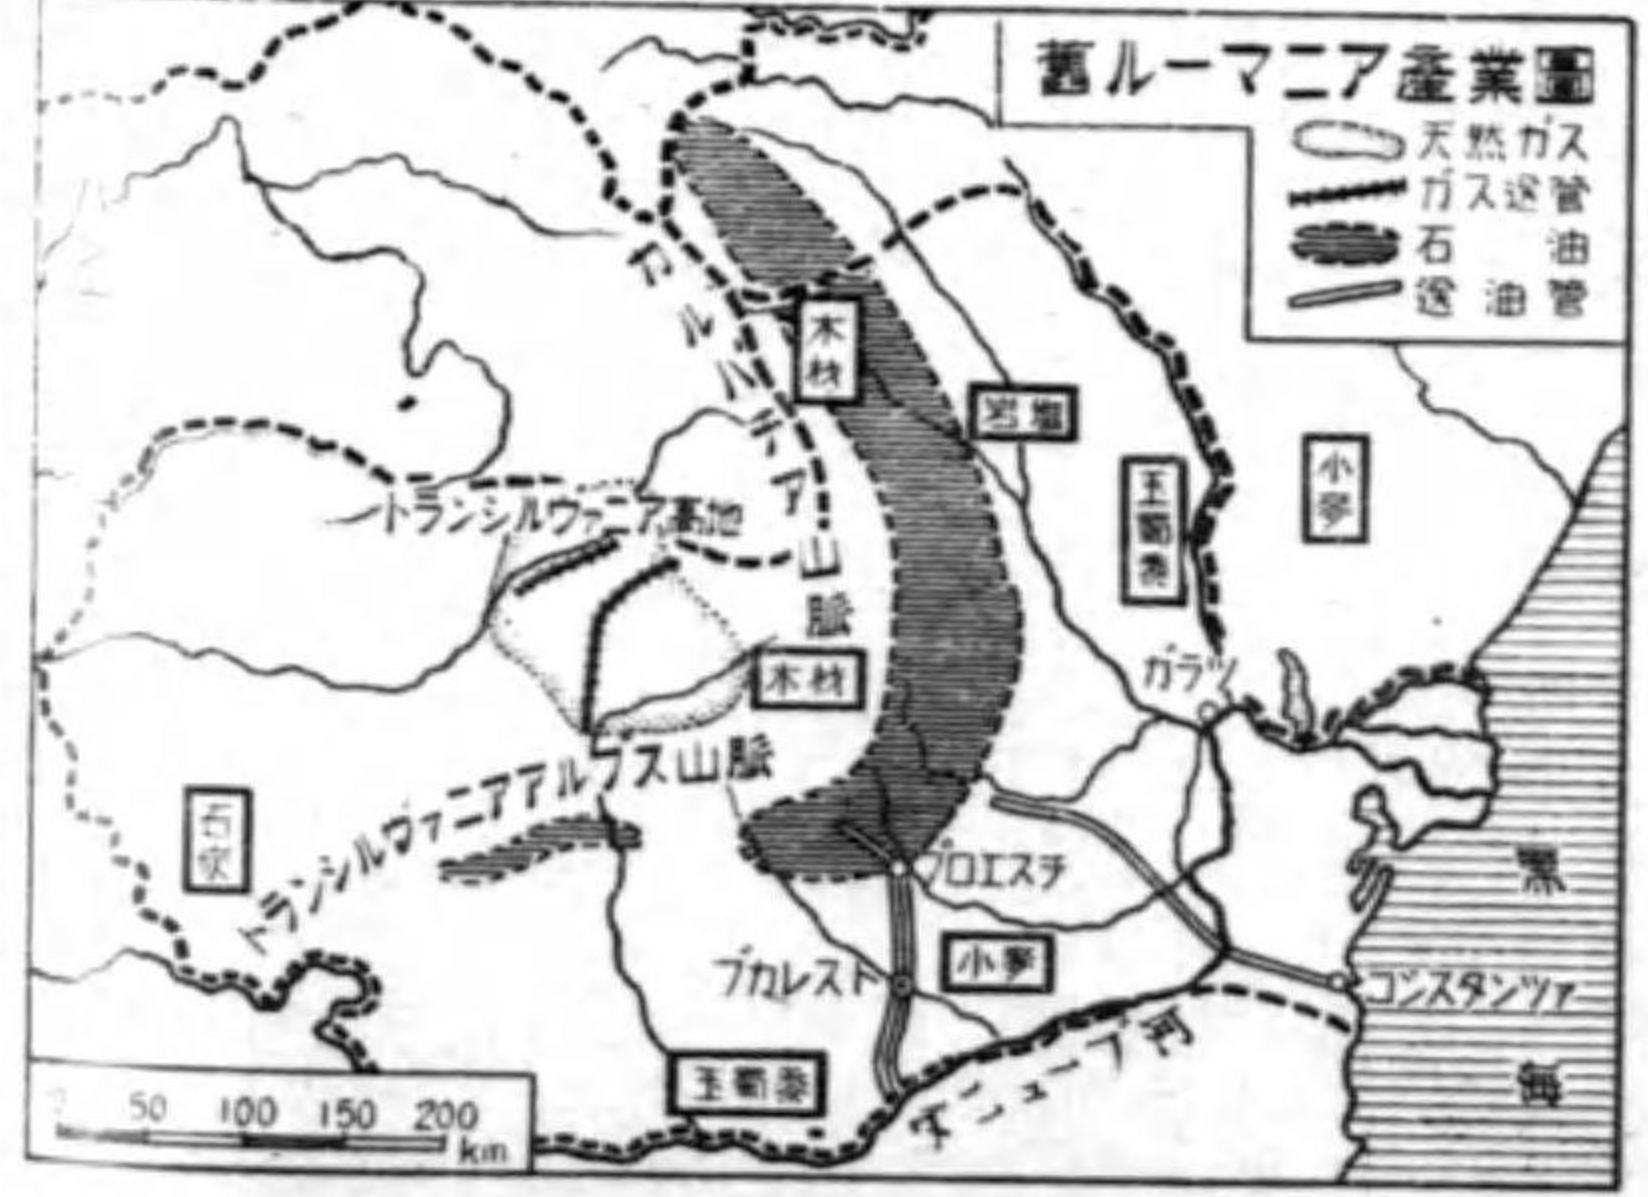 舊ルーマニア產業圖
天然ガス
ガス送管
石油
送油管
カルパチア山脈
木材
岩塩
玉蜀黍
小麥
トランシルヴァニア高地
ガラツ
木材
トランシルヴァニアアルプス山脈
石炭
プロエスチ
黒海
ブカレスト
小麥
コンスタンツァ
玉蜀黍
ダニューブ河
50 100 150 200
km